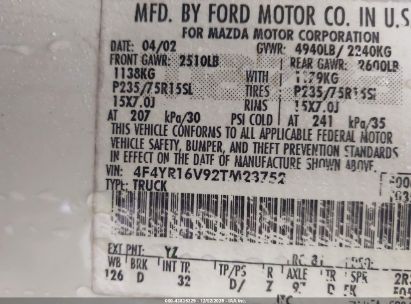 MFD. BY FORD MOTOR CO. IN U.S
FOR MAZDA MOTOR CORPORATION
DATE: 04/02 GVWR: 4940LB/2240KG
FRONT GAWR: 2510LB REAR GAWR: 2600LB
1138KG WITH 1179KG
P235/75R15SL TIRES P235/75R15SL
15X7.0J RIMS 15X7.0J
AT 207 kPa/30 PSI COLD AT 241 kPa/35
THIS VEHICLE CONFORMS TO ALL APPLICABLE FEDERAL MOTOR
VEHICLE SAFETY, BUMPER, AND THEFT PREVENTION STANDARDS
IN EFFECT ON THE DATE OF MANUFACTURE SHOWN ABOVE.
VIN: 4F4YR16V92TM23752
TYPE: TRUCK
EXT PNT: YZ
WB BRK INT TR TP/PS R AXLE TR SPR
126 D 32 D/ Z 97 D